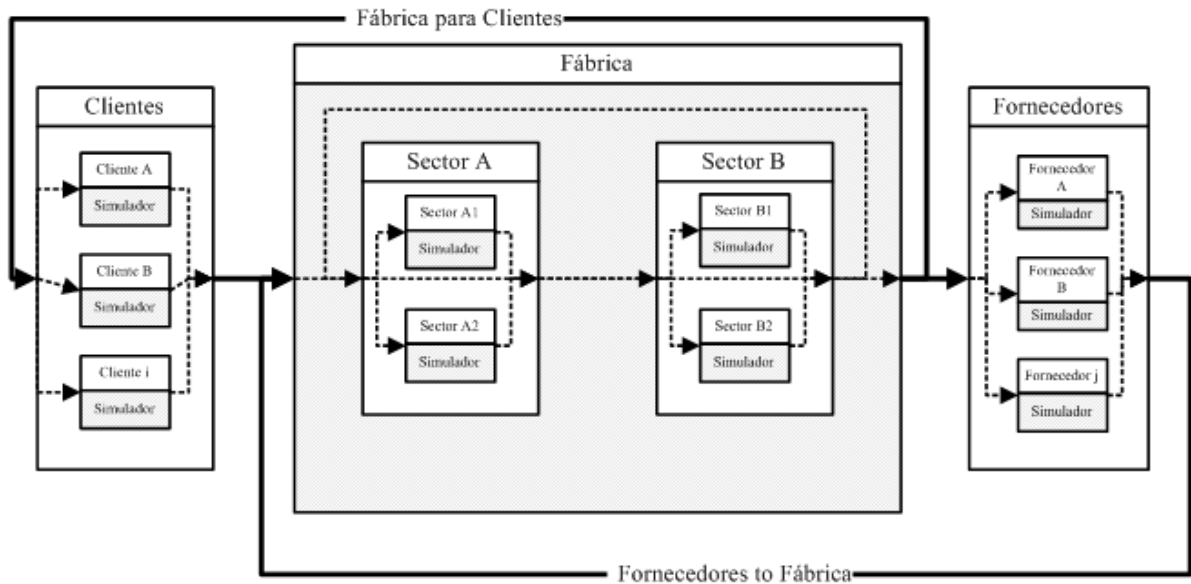 Fábrica para Clientes
Fábrica
Clientes
Fornecedores
Sector A
Sector B
Cliente A
Simulador
Cliente B
Simulador
Cliente i
Simulador
Sector A1
Simulador
Sector A2
Simulador
Sector B1
Simulador
Sector B2
Simulador
Fornecedor
A
Simulador
Fornecedor
B
Simulador
Fornecedor j
Simulador
Fornecedores to Fábrica